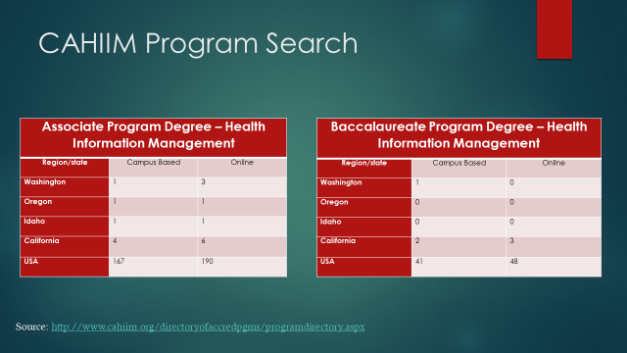 CAHIIM Program Search
Associate Program Degree – Health
Information Management
Region/state Campus Based Online
Washington 1 3
Oregon 1 1
Idaho 1 1
California 4 6
USA 167 190
Baccalaureate Program Degree – Health
Information Management
Region/state Campus Based Online
Washington 1 0
Oregon 0 0
Idaho 0 0
California 2 3
USA 41 48
Source: http://www.cahiim.org/directoryofaccredpgms/programdirectory.aspx